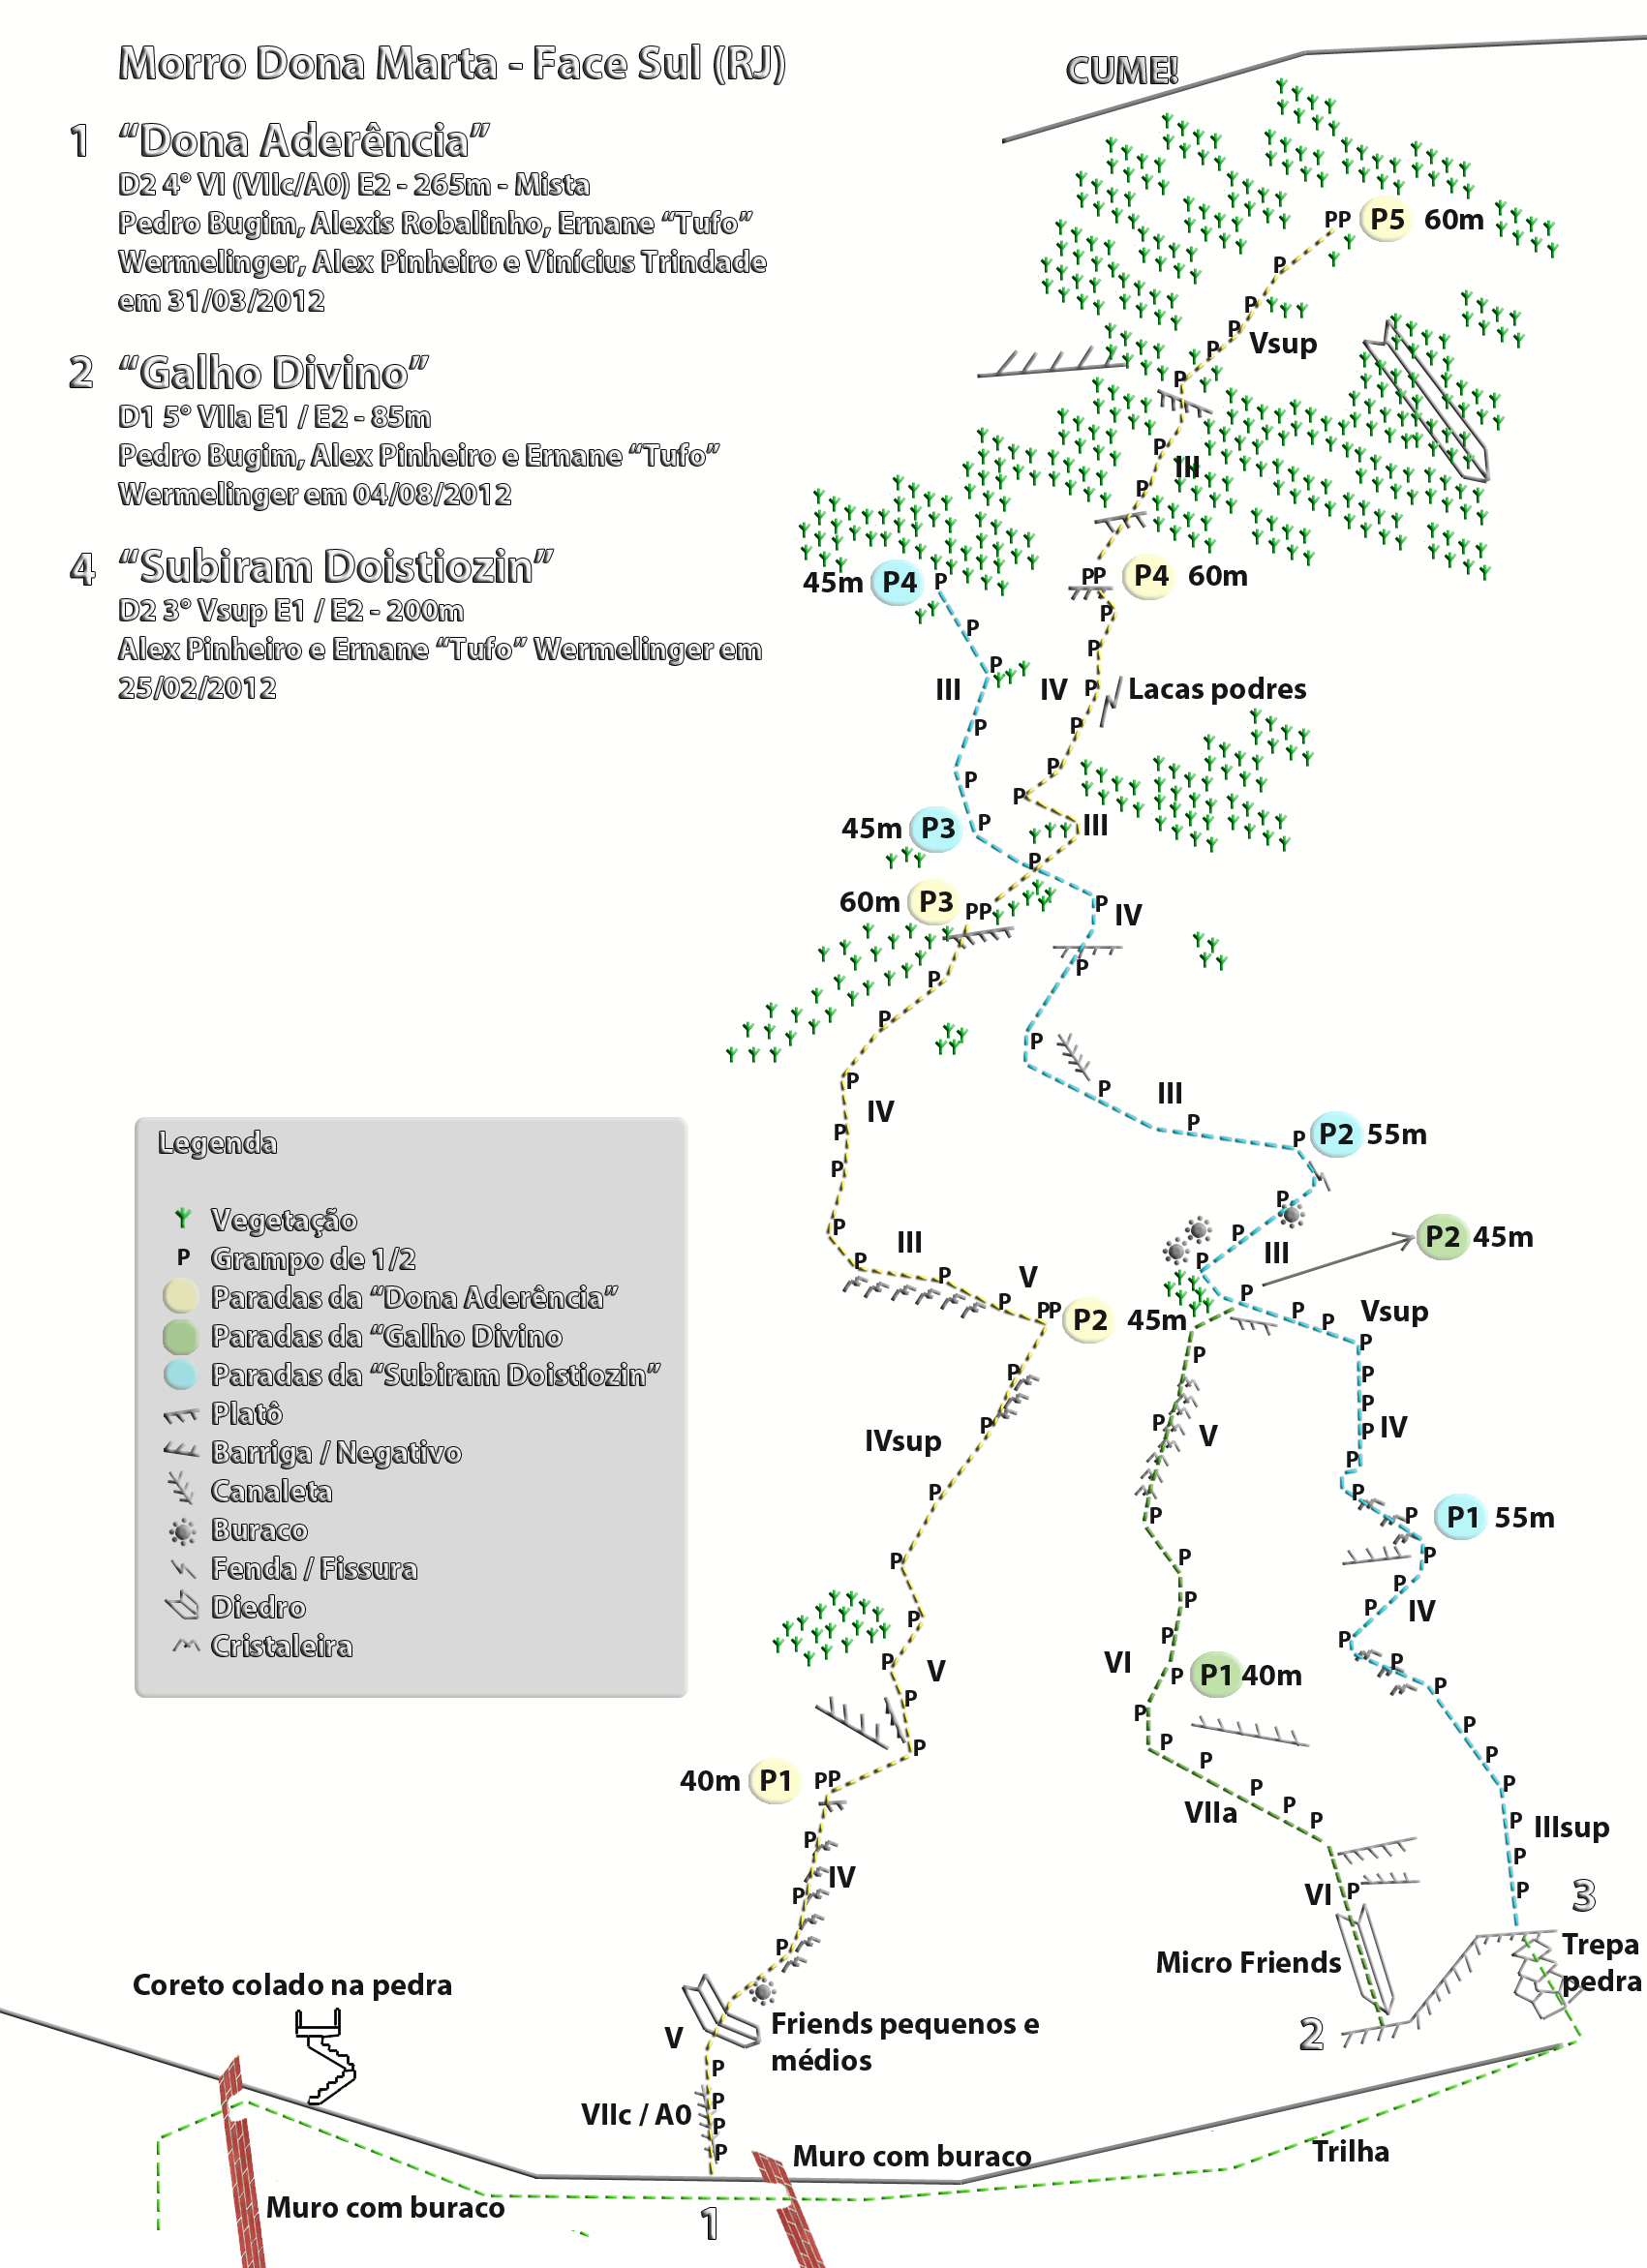 Morro Dona Marta - Face Sul (RJ)
1 “Dona Aderência”
D2 4° VI (VIIc/A0) E2 - 265m - Mista
Pedro Bugim, Alexis Robalinho, Ernane “Tufo”
Wermelinger, Alex Pinheiro e Vinícius Trindade
em 31/03/2012
2 “Galho Divino”
D1 5° VIIa E1 / E2 - 85m
Pedro Bugim, Alex Pinheiro e Ernane “Tufo”
Wermelinger em 04/08/2012
4 “Subiram Doistiozin”
D2 3° Vsup E1 / E2 - 200m
Alex Pinheiro e Ernane “Tufo” Wermelinger em
25/02/2012
CUME!
PP P5 60m
P
P
P
Vsup
P
P
P
III
P
45m P4 P
PP P4 60m
P
P
P
P
III
IV
P
Lacas podres
P
P
P
P
P
45m P3 P
III
P
60m P3 PP
P
IV
P
P
P
P
P
P
III
IV
P
P
P
P
P2 55m
P
P
P
P
III
P2 45m
III
P
P
P
V
P
PP P2 45m
P
P
P
Vsup
P
P
P
P
P
P
P
IV
IVsup
P
V
P
P
P
P
P1 55m
P
P
P
P
P
P
IV
P
P
P
P
P
P
V
VI
P
P1 40m
P
P
P
P
P
P
P
P
40m P1 PP
P
P
P
P
VIIa
P
P
IIIsup
P
P
IV
P
VI
P
P
3
P
Micro Friends
Trepa
pedra
2
Friends pequenos e
médios
V
P
P
VIIc / A0
P
P
Muro com buraco
Trilha
1
Coreto colado na pedra
Muro com buraco
Legenda
Vegetação
P Grampo de 1/2
Paradas da “Dona Aderência”
Paradas da “Galho Divino
Paradas da “Subiram Doistiozin”
Platô
Barriga / Negativo
Canaleta
Buraco
Fenda / Fissura
Diedro
Cristaleira